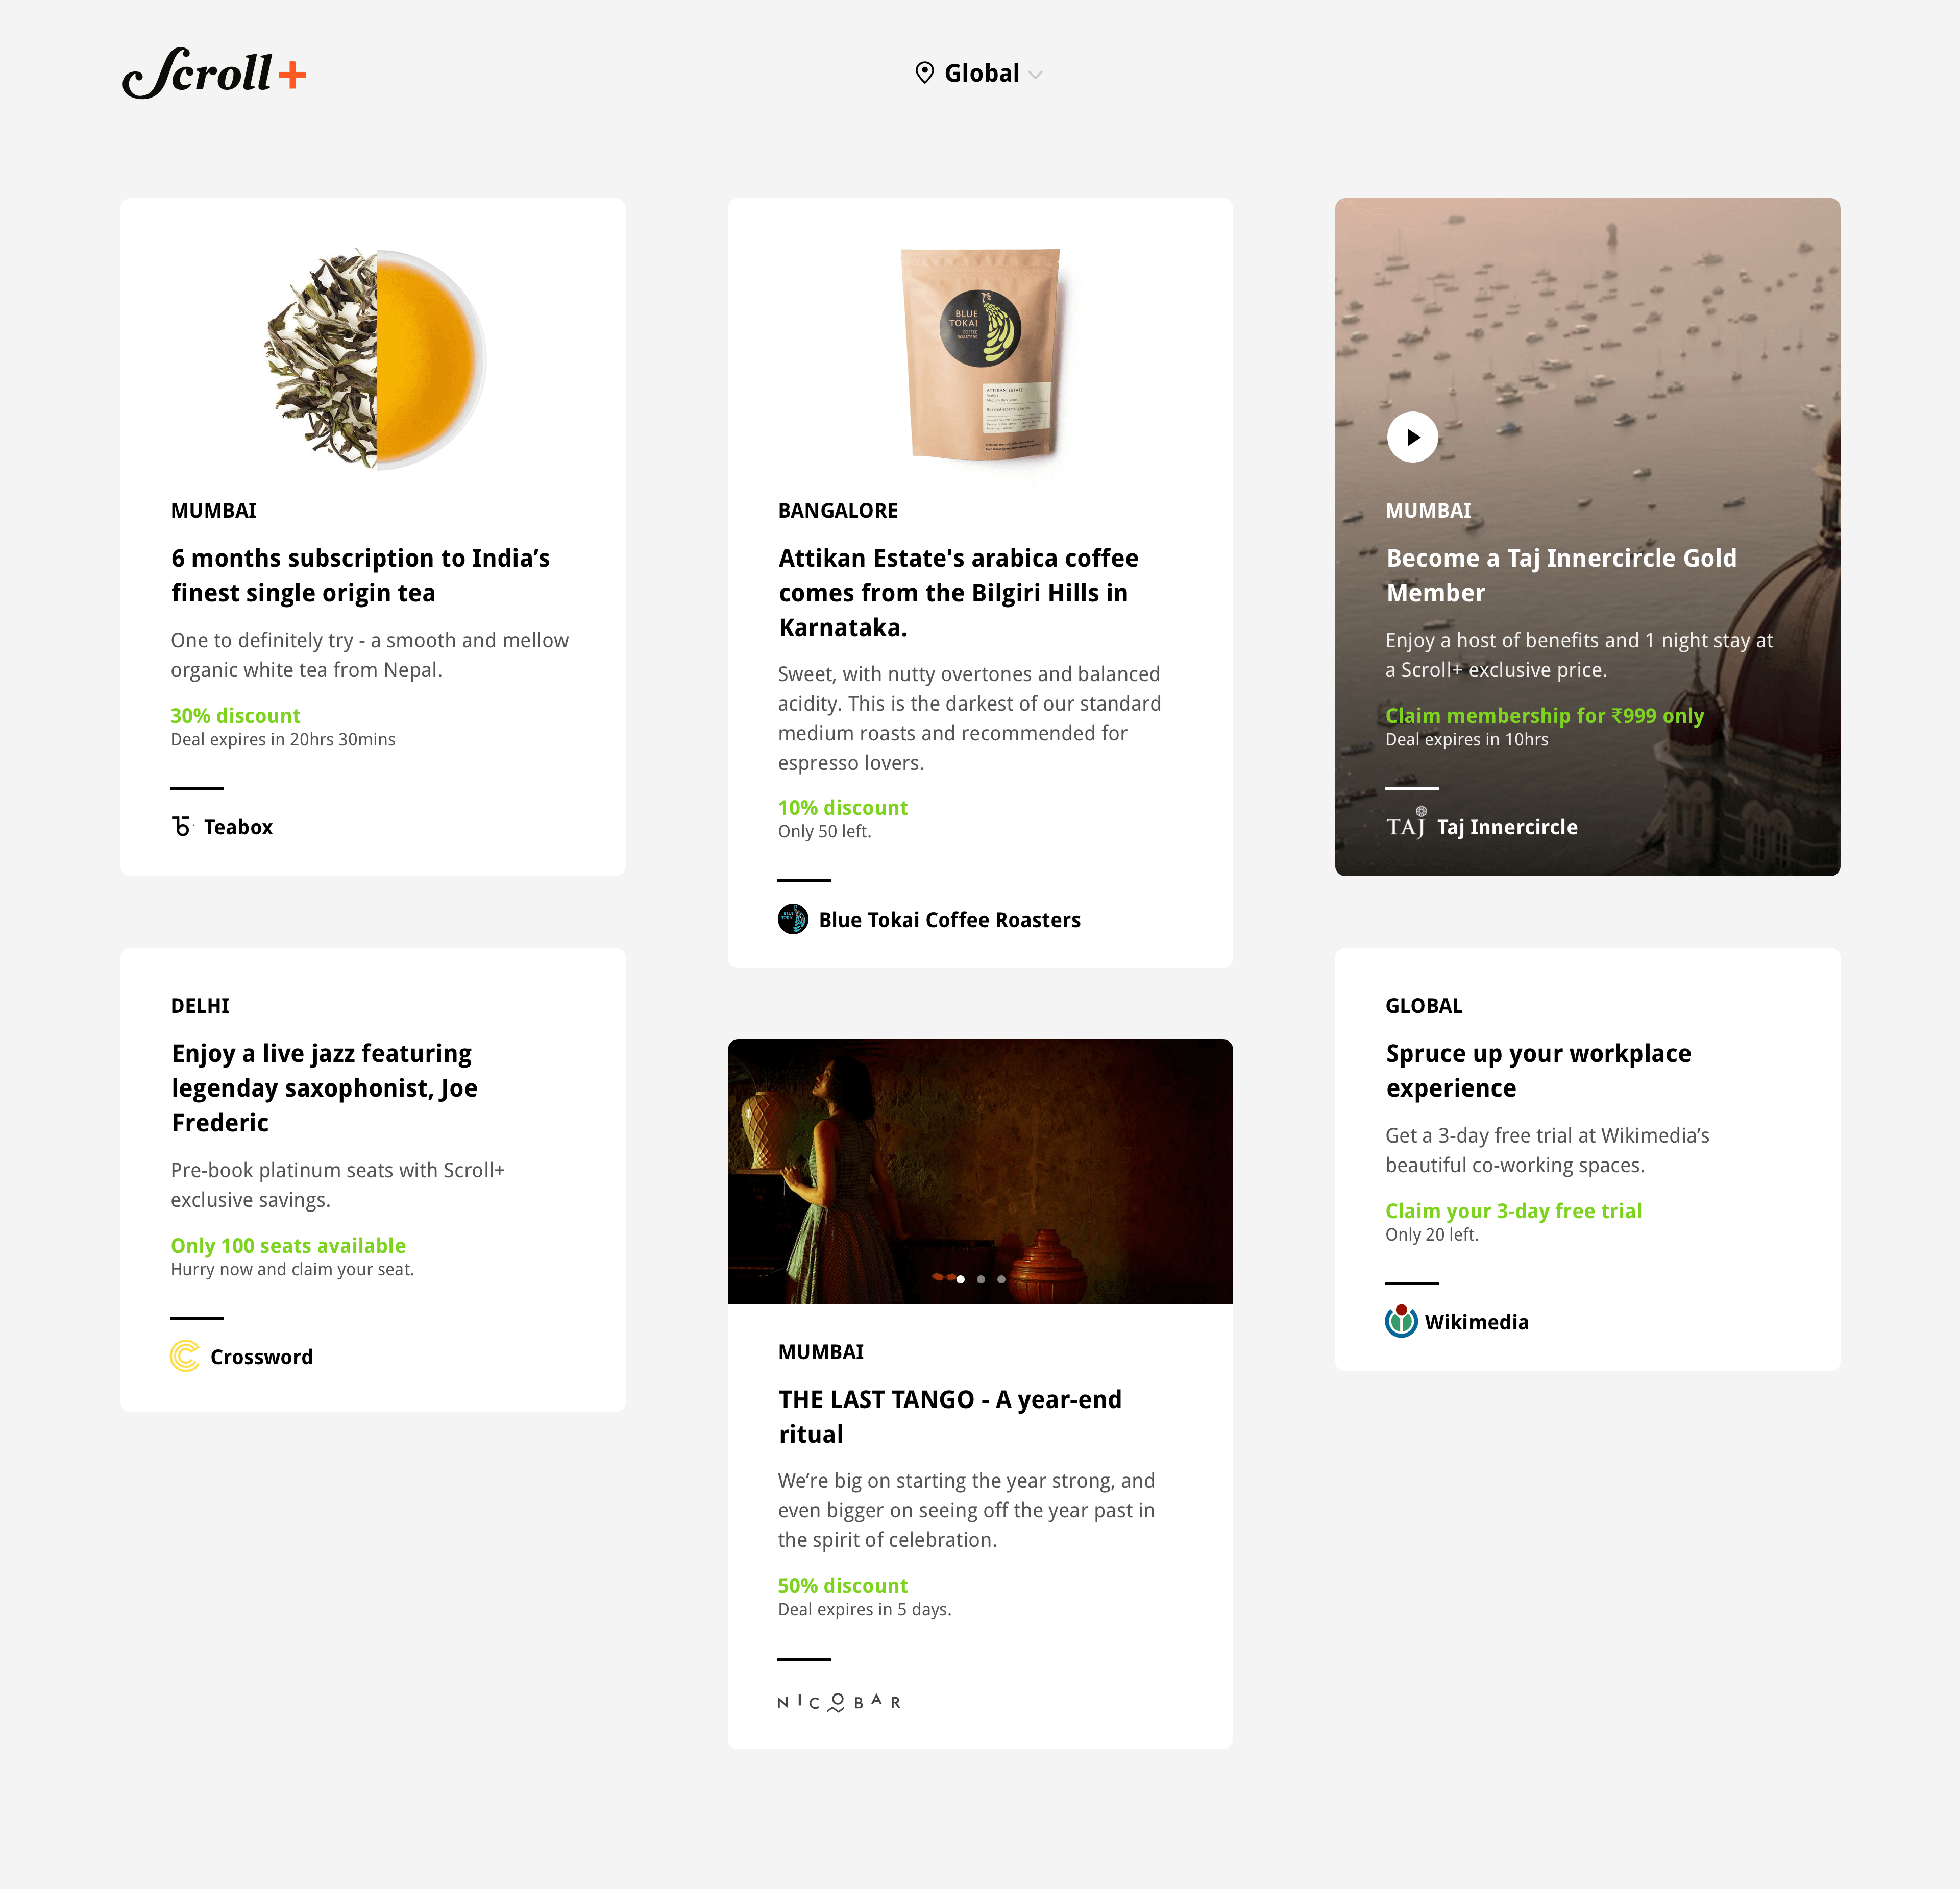 Scroll+
Global
MUMBAI
6 months subscription to India’s
finest single origin tea
One to definitely try - a smooth and mellow
organic white tea from Nepal.
30% discount
Deal expires in 20hrs 30mins
Teabox
DELHI
Enjoy a live jazz featuring
legenday saxophonist, Joe
Frederic
Pre-book platinum seats with Scroll+
exclusive savings.
Only 100 seats available
Hurry now and claim your seat.
Crossword
BLUE
TOKAI
COFFEE
ROASTERS
ATTIKAN ESTATE
BANGALORE
Attikan Estate's arabica coffee
comes from the Bilgiri Hills in
Karnataka.
Sweet, with nutty overtones and balanced
acidity. This is the darkest of our standard
medium roasts and recommended for
espresso lovers.
10% discount
Only 50 left.
BLUE
TOKAI
Blue Tokai Coffee Roasters
MUMBAI
THE LAST TANGO - A year-end
ritual
We’re big on starting the year strong, and
even bigger on seeing off the year past in
the spirit of celebration.
50% discount
Deal expires in 5 days.
NICOBAR
MUMBAI
Become a Taj Innercircle Gold
Member
Enjoy a host of benefits and 1 night stay at
a Scroll+ exclusive price.
Claim membership for ₹999 only
Deal expires in 10hrs
TAJ Taj Innercircle
GLOBAL
Spruce up your workplace
experience
Get a 3-day free trial at Wikimedia’s
beautiful co-working spaces.
Claim your 3-day free trial
Only 20 left.
Wikimedia